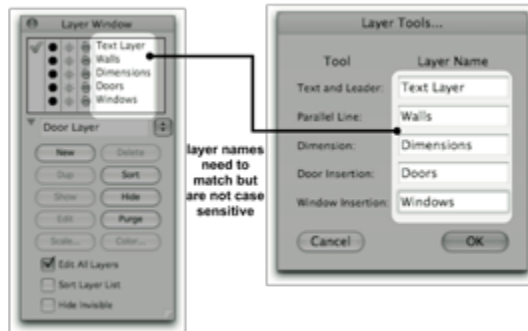 Layer Window
Text Layer
Walls
Dimensions
Doors
Windows
Door Layer
New Delete
Dup Sort
Show Hide
Edit Purge
Scale... Color...
Edit All Layers
Sort Layer List
Hide Invisible
layer names
need to
match but
are not case
sensitive
Layer Tools...
Tool Layer Name
Text and Leader: Text Layer
Parallel Line: Walls
Dimension: Dimensions
Door Insertion: Doors
Window Insertion: Windows
Cancel OK